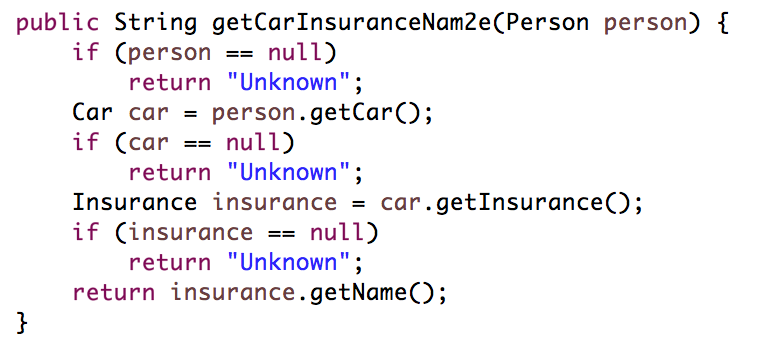 public String getCarInsuranceNam2e(Person person) {
    if (person == null)
        return "Unknown";
    Car car = person.getCar();
    if (car == null)
        return "Unknown";
    Insurance insurance = car.getInsurance();
    if (insurance == null)
        return "Unknown";
    return insurance.getName();
}